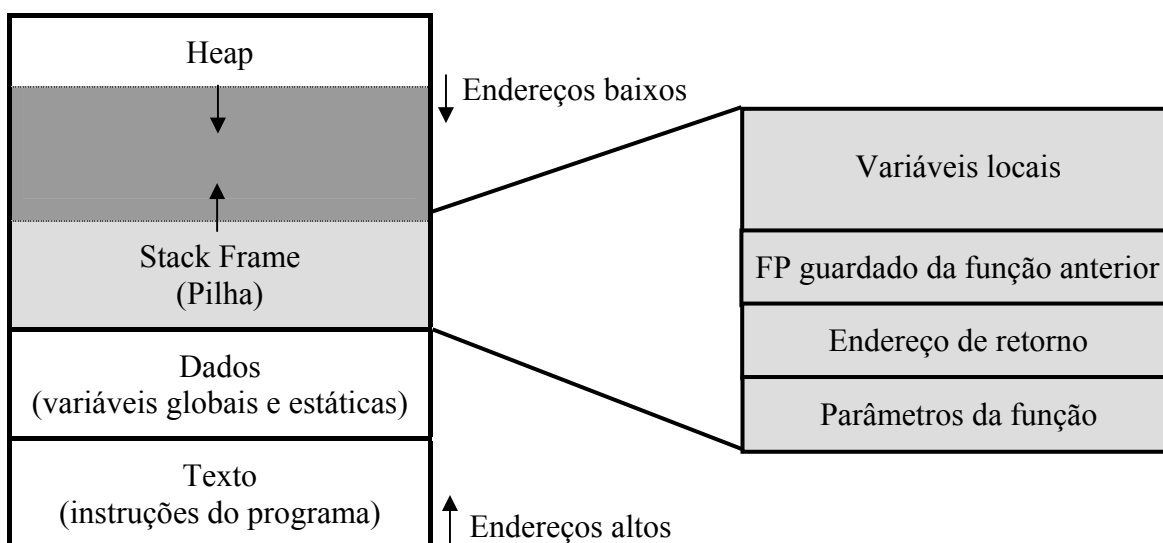 Heap
Endereços baixos
Stack Frame
(Pilha)
Dados
(variáveis globais e estáticas)
Texto
(instruções do programa)
Endereços altos
Variáveis locais
FP guardado da função anterior
Endereço de retorno
Parâmetros da função